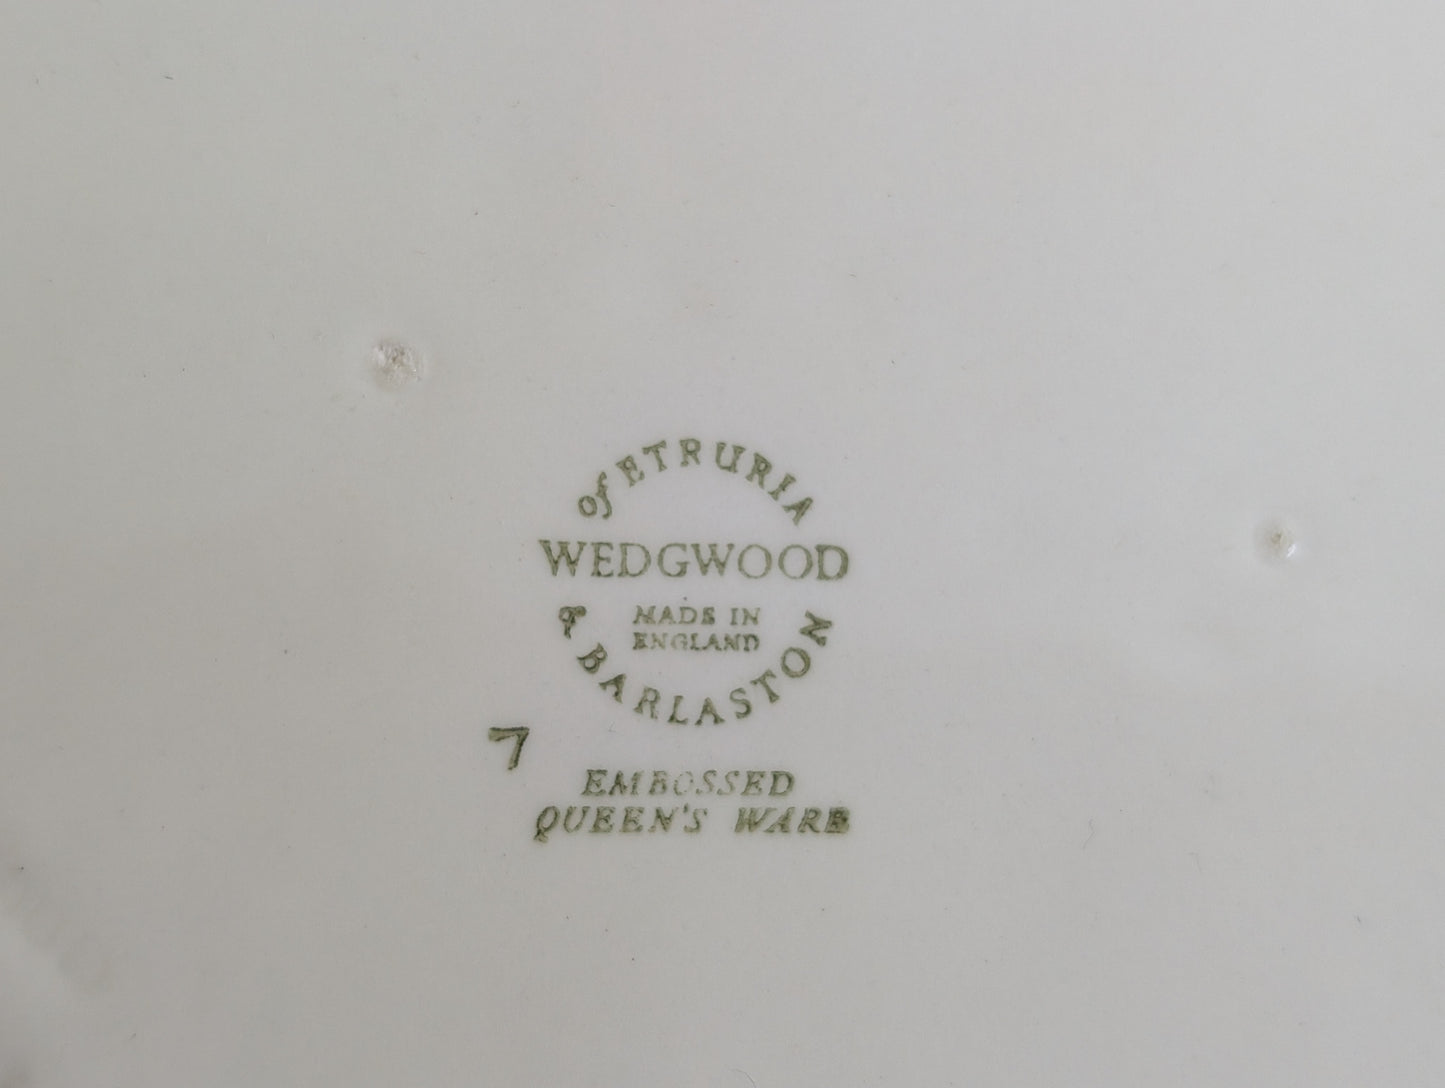 of ETRURIA
WEDGWOOD
MADE IN
ENGLAND
& BARLASTON
7
EMBOSSED
QUEEN'S WARE